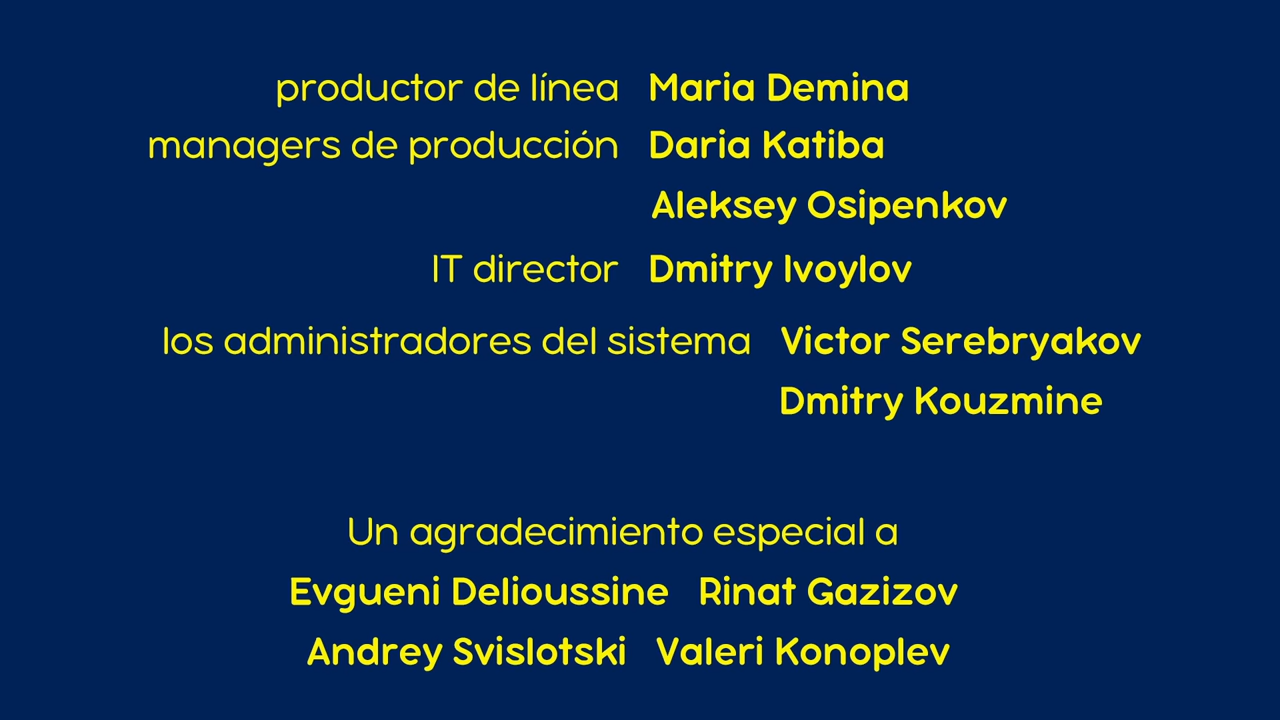 productor de línea Maria Demina
managers de producción Daria Katiba
Aleksey Osipenkov
IT director Dmitry Ivoylov
los administradores del sistema Victor Serebryakov
Dmitry Kouzmine
Un agradecimiento especial a
Evgueni Delioussine Rinat Gazizov
Andrey Svislotski Valeri Konoplev